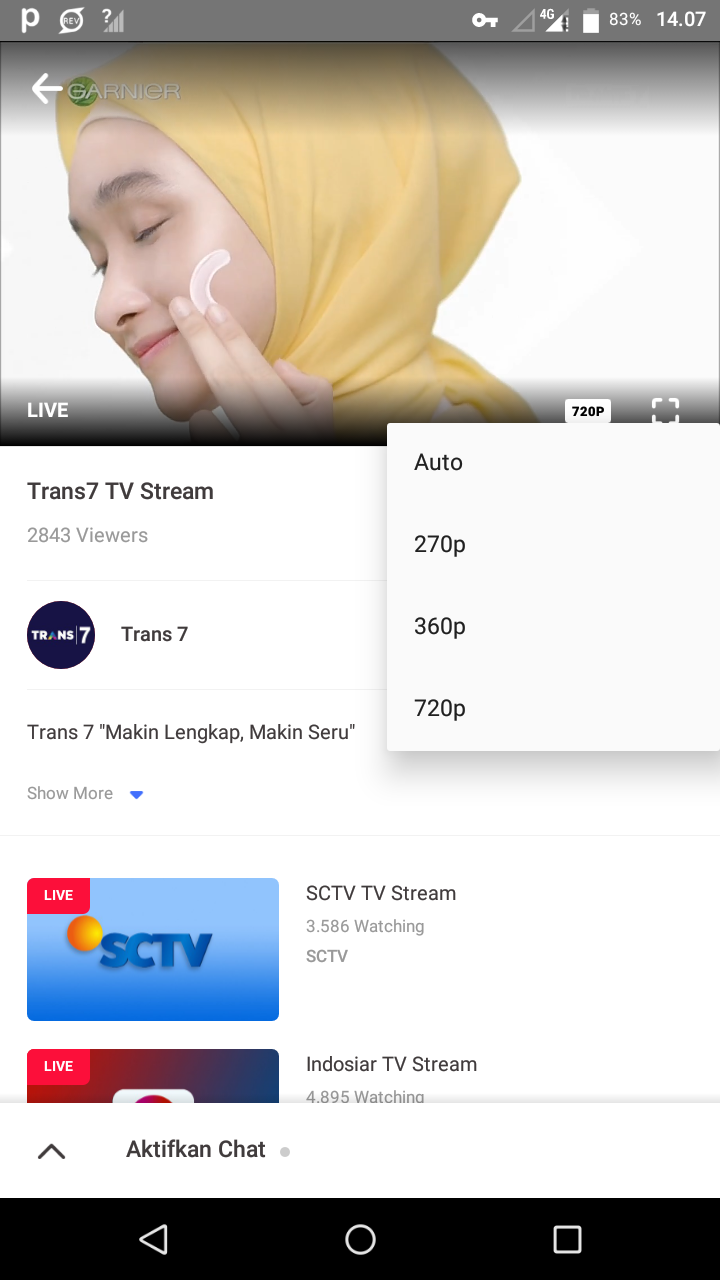 REV
?
4G
83%
14.07
GARNIER
LIVE
720P
Auto
270p
360p
720p
Trans7 TV Stream
2843 Viewers
TRANS|7
Trans 7
Trans 7 "Makin Lengkap, Makin Seru"
Show More
LIVE
SCTV
SCTV TV Stream
3.586 Watching
SCTV
LIVE
Indosiar TV Stream
4.895 Watching
Aktifkan Chat